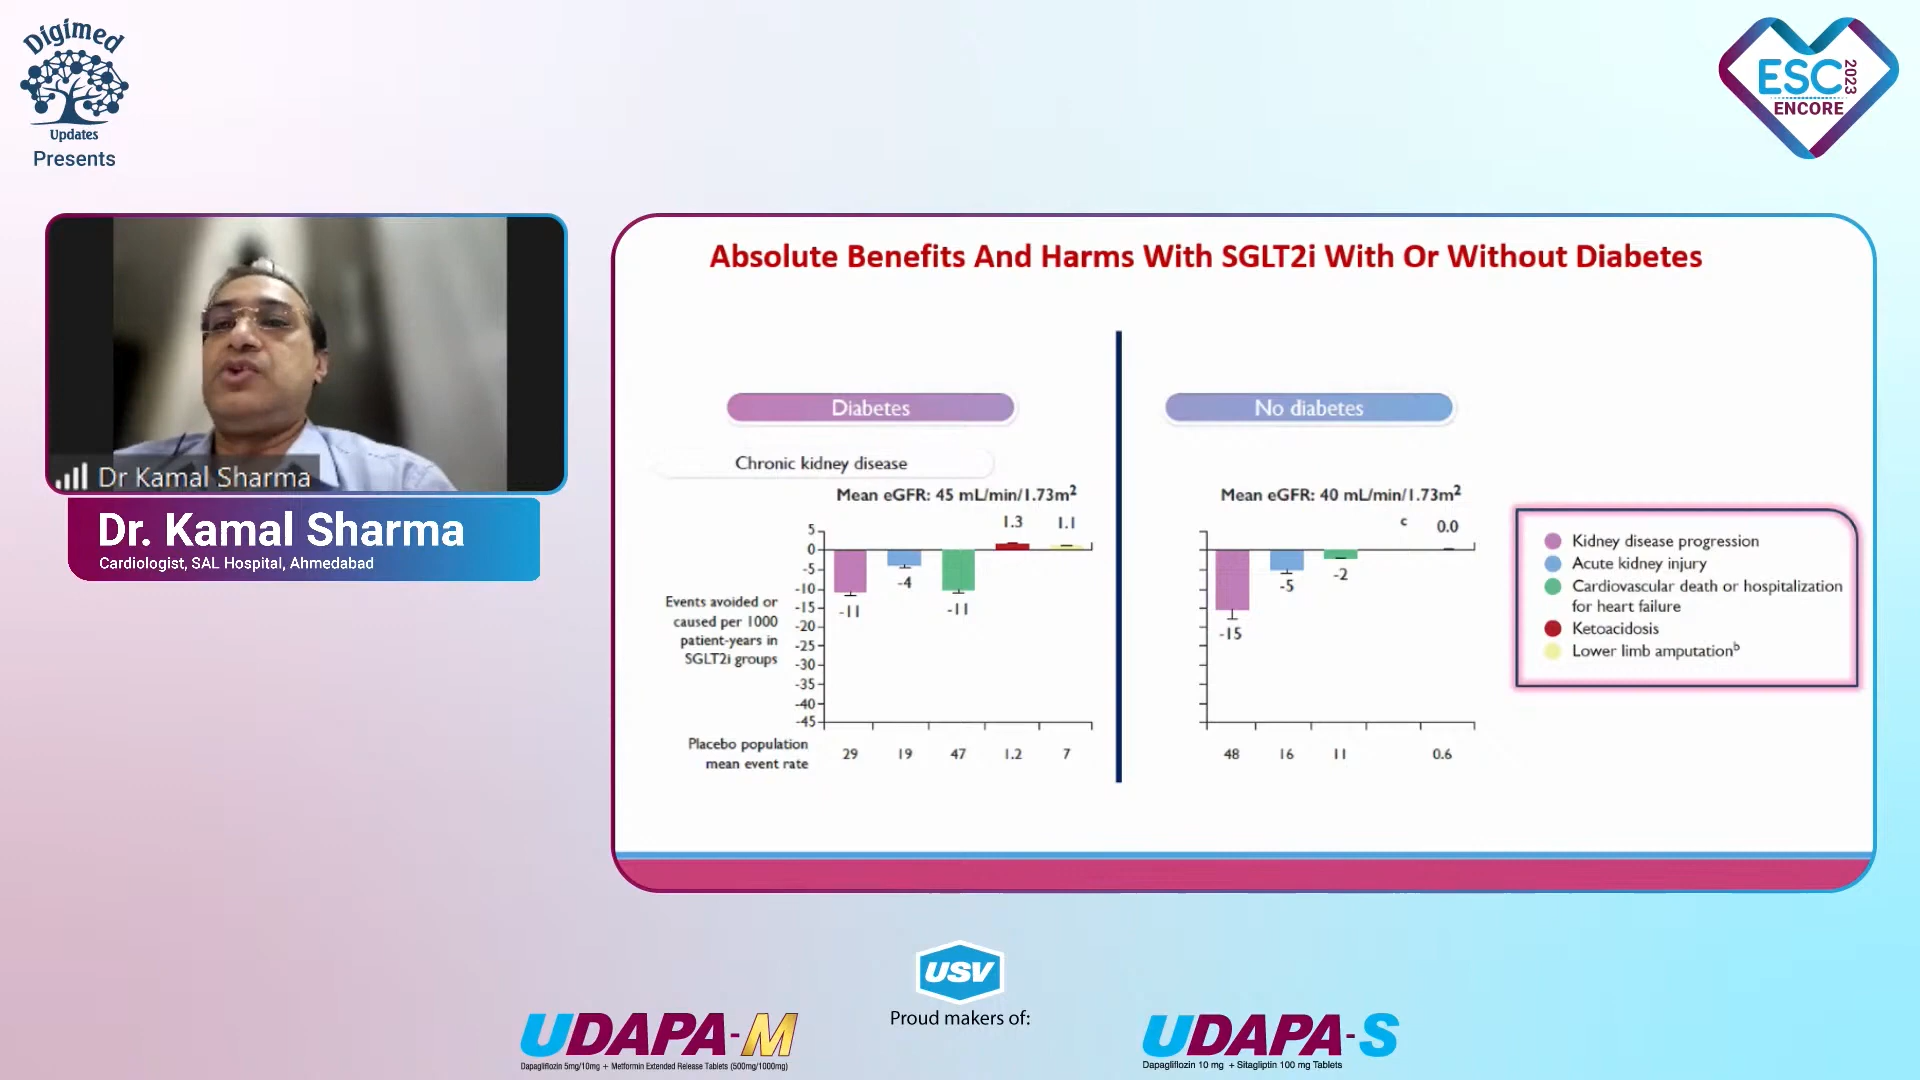 Digimed
Updates
Presents
ESC 2023
ENCORE
Dr Kamal Sharma
Dr. Kamal Sharma
Cardiologist, SAL Hospital, Ahmedabad
Absolute Benefits And Harms With SGLT2i With Or Without Diabetes
Diabetes
No diabetes
Chronic kidney disease
Mean eGFR: 45 mL/min/1.73m²
Mean eGFR: 40 mL/min/1.73m²
1.3 1.1
c 0.0
5
0
-5
-10
-15
-20
-25
-30
-35
-40
-45
-11 -4 -11
-15 -5 -2
Events avoided or
caused per 1000
patient-years in
SGLT2i groups
Placebo population
mean event rate
29 19 47 1.2 7
48 16 11 0.6
Kidney disease progression
Acute kidney injury
Cardiovascular death or hospitalization
for heart failure
Ketoacidosis
Lower limb amputationᵇ
USV
Proud makers of:
UDAPA-M
Dapagliflozin 5mg/10mg + Metformin Extended Release Tablets (500mg/1000mg)
UDAPA-S
Dapagliflozin 10 mg + Sitagliptin 100 mg Tablets